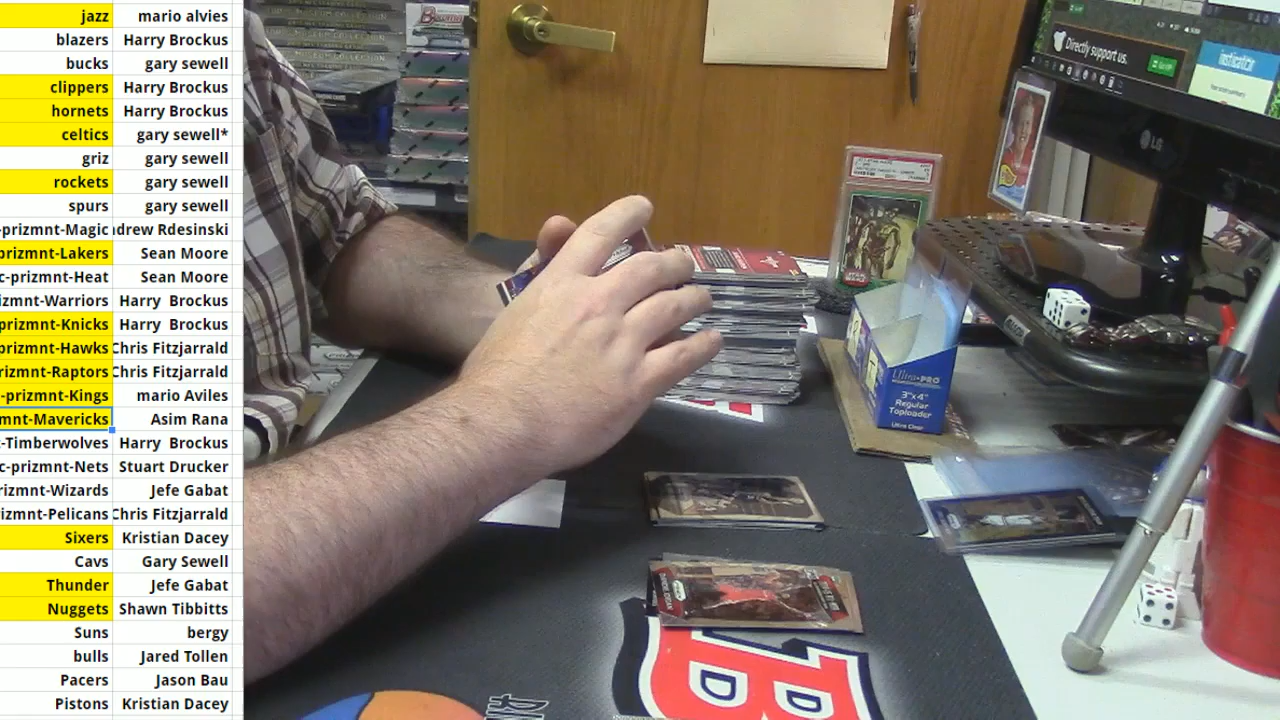 jazz mario alvies
blazers Harry Brockus
bucks gary sewell
clippers Harry Brockus
hornets Harry Brockus
celtics gary sewell*
griz gary sewell
rockets gary sewell
spurs gary sewell
-prizmnt-Magic drew Rdesinski
prizmnt-Lakers Sean Moore
c-prizmnt-Heat Sean Moore
izmnt-Warriors Harry Brockus
prizmnt-Knicks Harry Brockus
prizmnt-Hawks Chris Fitzjarrald
rizmnt-Raptors Chris Fitzjarrald
-prizmnt-Kings mario Aviles
mnt-Mavericks Asim Rana
-Timberwolves Harry Brockus
c-prizmnt-Nets Stuart Drucker
rizmnt-Wizards Jefe Gabat
izmnt-Pelicans Chris Fitzjarrald
Sixers Kristian Dacey
Cavs Gary Sewell
Thunder Jefe Gabat
Nuggets Shawn Tibbitts
Suns bergy
bulls Jared Tollen
Pacers Jason Bau
Pistons Kristian Dacey
Directly support us.
instigator
LG
Ultra·PRO
3"x4"
Regular
Toploader
Ultra Clear
STAR WARS
B
B